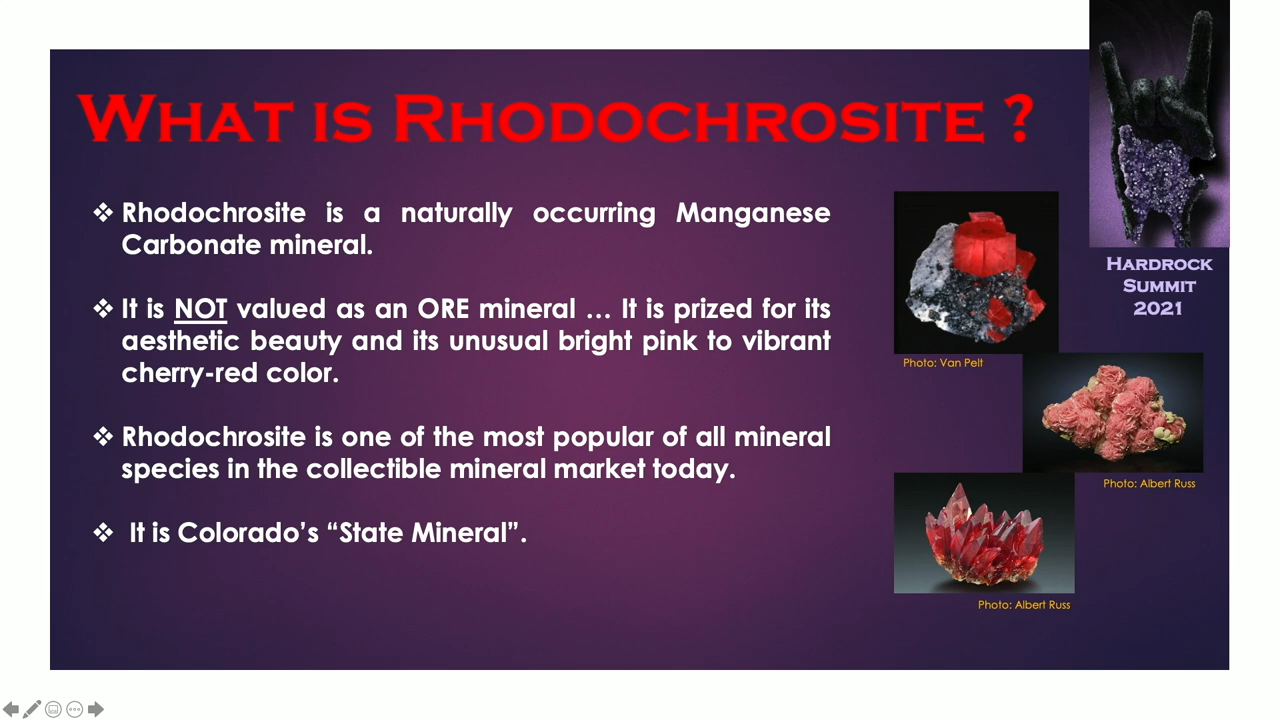 What is Rhodochrosite ?
❖ Rhodochrosite is a naturally occurring Manganese
Carbonate mineral.
❖ It is NOT valued as an ORE mineral … It is prized for its
aesthetic beauty and its unusual bright pink to vibrant
cherry-red color.
❖ Rhodochrosite is one of the most popular of all mineral
species in the collectible mineral market today.
❖ It is Colorado’s “State Mineral”.
Hardrock
Summit
2021
Photo: Van Pelt
Photo: Albert Russ
Photo: Albert Russ